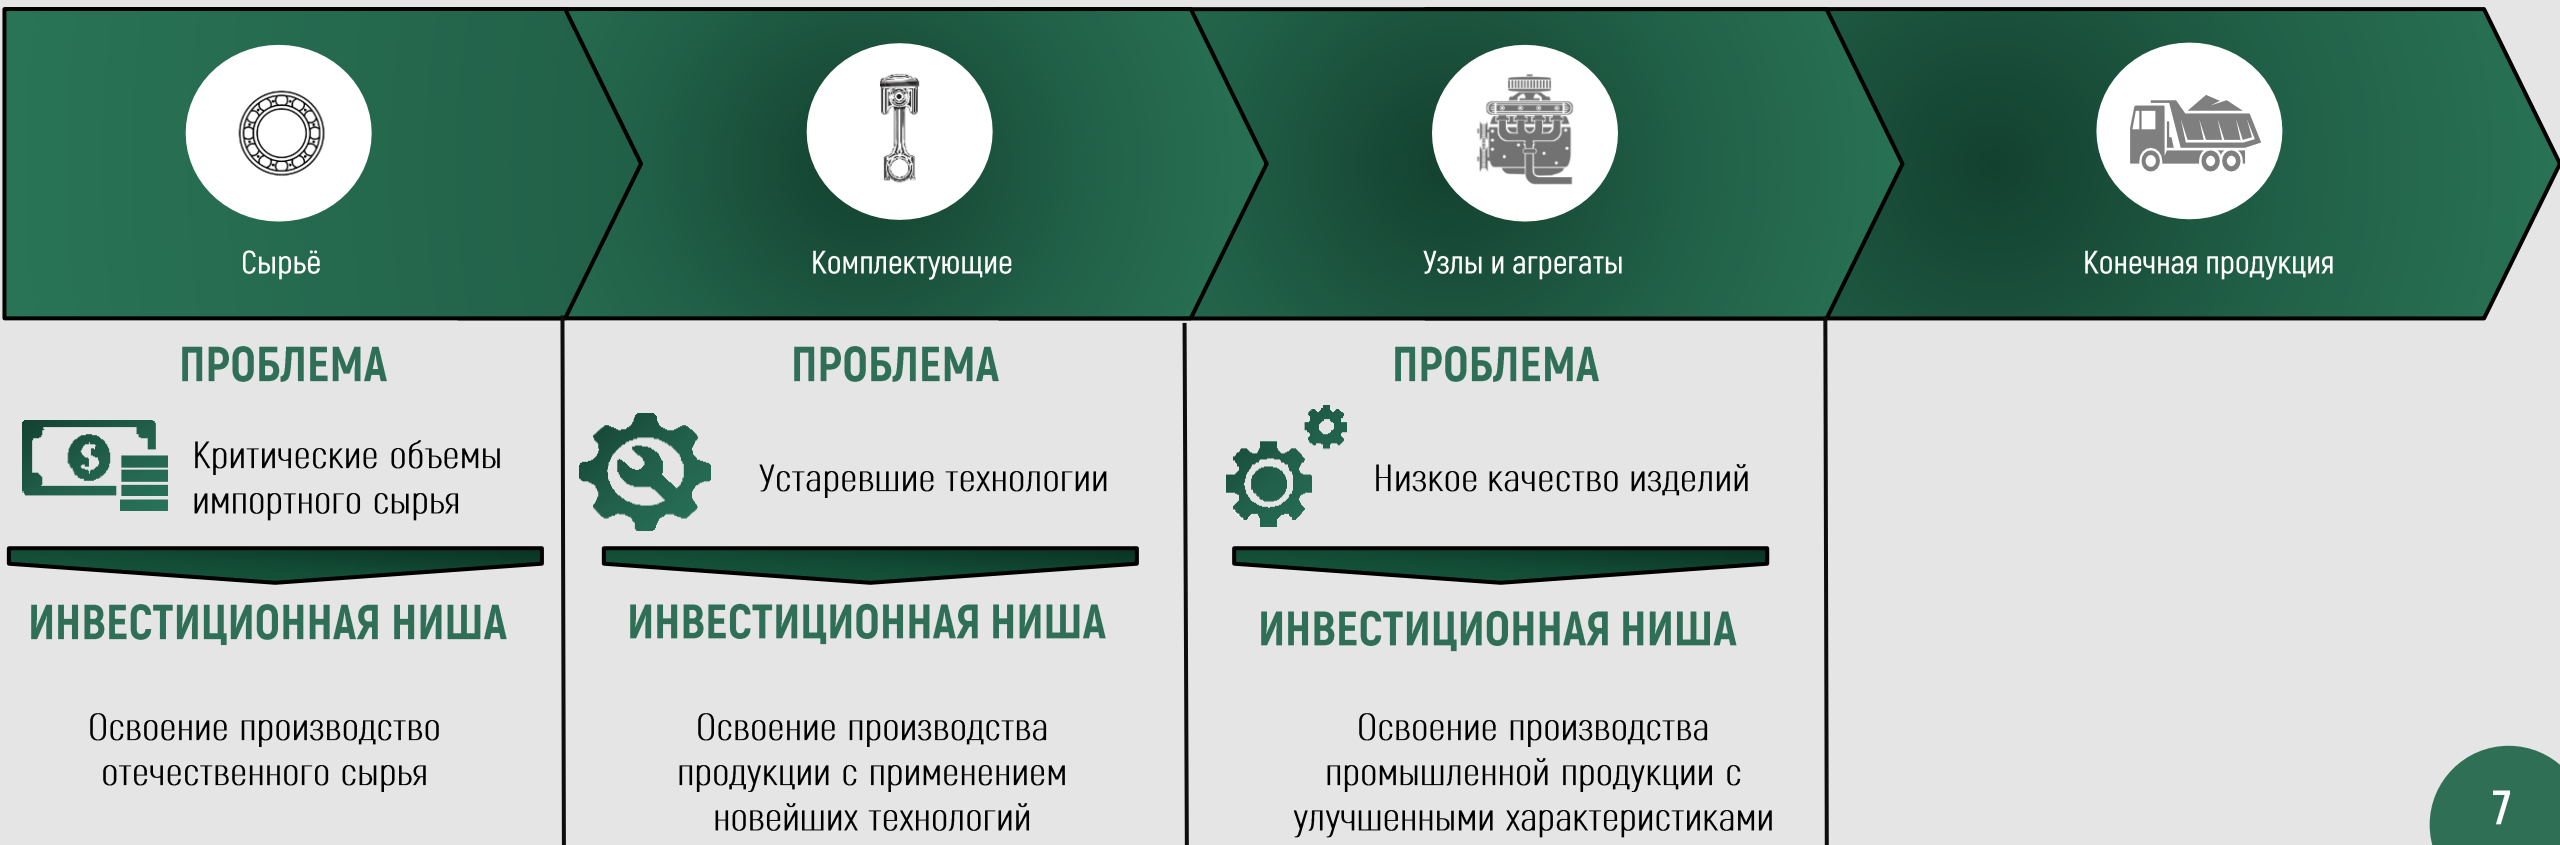 Сырьё
Комплектующие
Узлы и агрегаты
Конечная продукция
ПРОБЛЕМА
Критические объемы
импортного сырья
ИНВЕСТИЦИОННАЯ НИША
Освоение производство
отечественного сырья
ПРОБЛЕМА
Устаревшие технологии
ИНВЕСТИЦИОННАЯ НИША
Освоение производства
продукции с применением
новейших технологий
ПРОБЛЕМА
Низкое качество изделий
ИНВЕСТИЦИОННАЯ НИША
Освоение производства
промышленной продукции с
улучшенными характеристиками
7